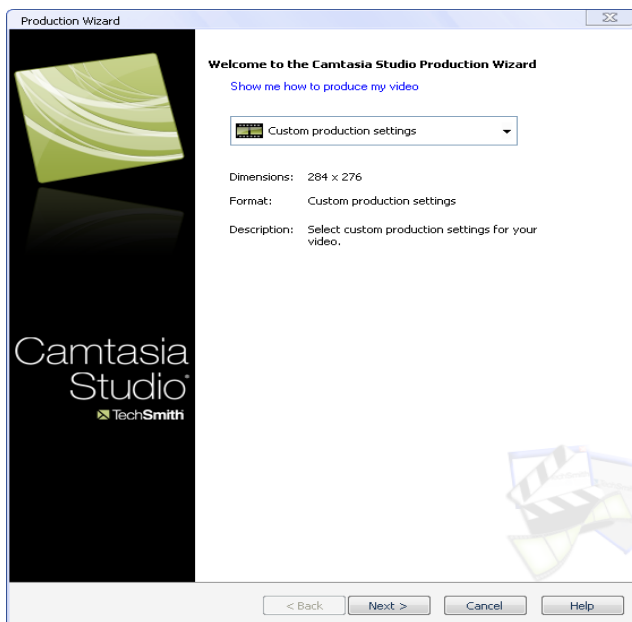 Production Wizard
Welcome to the Camtasia Studio Production Wizard
Show me how to produce my video
Custom production settings
Dimensions: 284 x 276
Format: Custom production settings
Description: Select custom production settings for your
video.
Camtasia
Studio®
TechSmith
< Back Next > Cancel Help